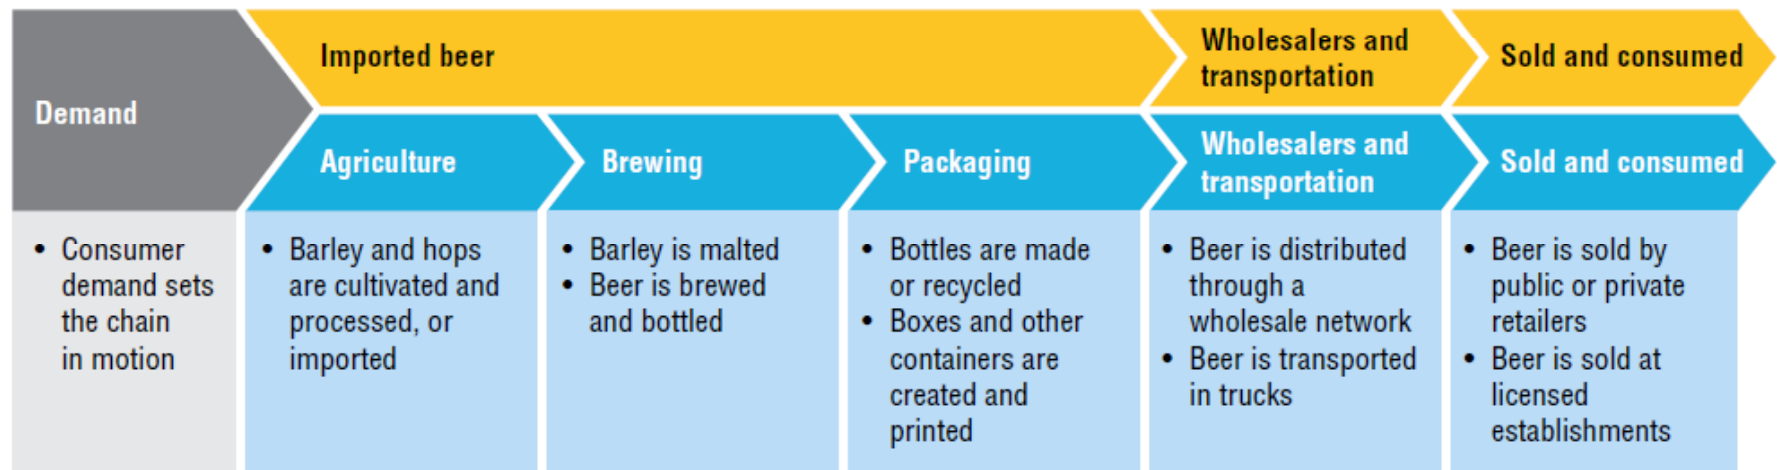 Demand
Imported beer
Wholesalers and
transportation
Sold and consumed
Agriculture
Brewing
Packaging
Wholesalers and
transportation
Sold and consumed
• Consumer
demand sets
the chain
in motion
• Barley and hops
are cultivated and
processed, or
imported
• Barley is malted
• Beer is brewed
and bottled
• Bottles are made
or recycled
• Boxes and other
containers are
created and
printed
• Beer is distributed
through a
wholesale network
• Beer is transported
in trucks
• Beer is sold by
public or private
retailers
• Beer is sold at
licensed
establishments